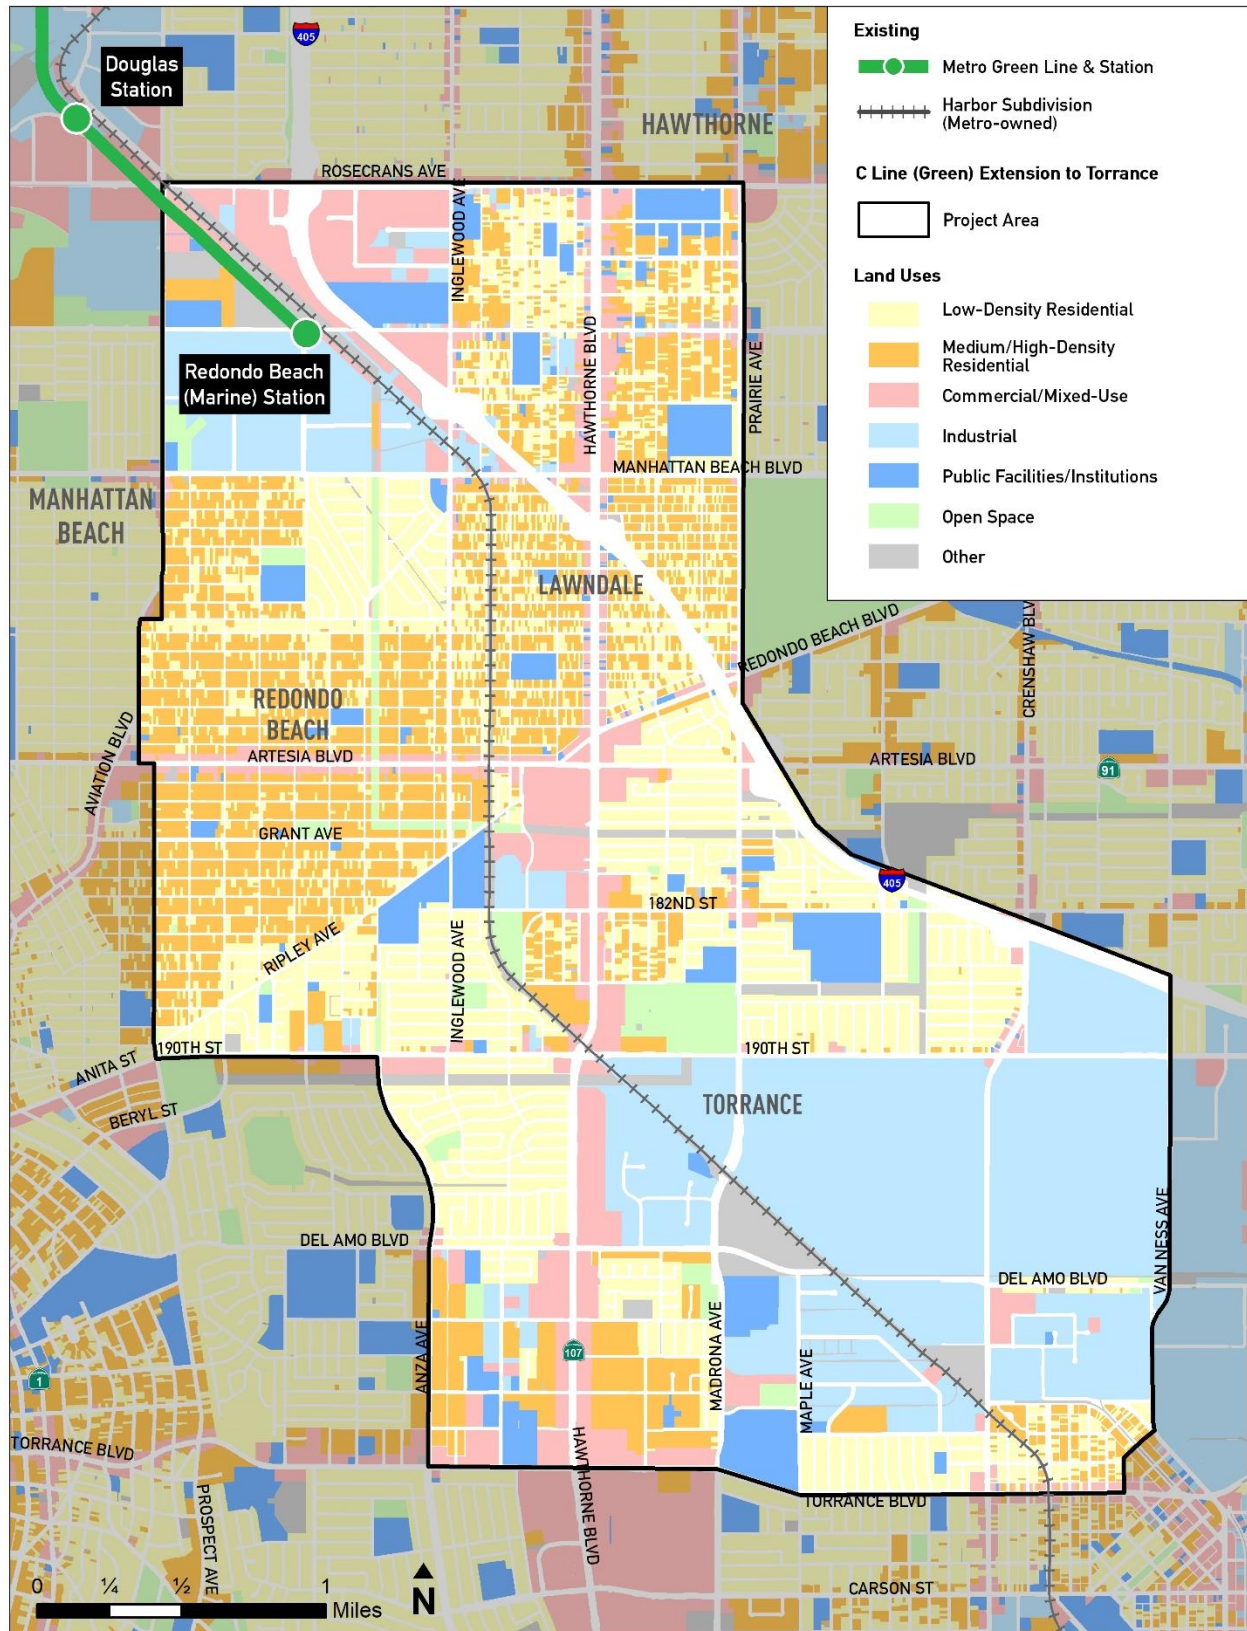 405
Existing
Metro Green Line & Station
Harbor Subdivision
(Metro-owned)
C Line (Green) Extension to Torrance
Project Area
Land Uses
Low-Density Residential
Medium/High-Density
Residential
Commercial/Mixed-Use
Industrial
Public Facilities/Institutions
Open Space
Other
Douglas
Station
HAWTHORNE
ROSECRANS AVE
INGLEWOOD AVE
HAWTHORNE BLVD
PRAIRIE AVE
Redondo Beach
(Marine) Station
MANHATTAN BEACH BLVD
MANHATTAN
BEACH
LAWNDALE
REDONDO BEACH BLVD
CRENSHAW BLV
REDONDO
BEACH
AVIATION BLVD
ARTESIA BLVD
ARTESIA BLVD
91
GRANT AVE
405
182ND ST
RIPLEY AVE
INGLEWOOD AVE
190TH ST
190TH ST
ANITA ST
BERYL ST
TORRANCE
VAN NESS AVE
DEL AMO BLVD
DEL AMO BLVD
ANZA AVE
107
MADRONA AVE
MAPLE AVE
1
TORRANCE BLVD
HAWTHORNE BLVD
TORRANCE BLVD
PROSPECT AVE
CARSON ST
0 ¼ ½ 1
Miles
N